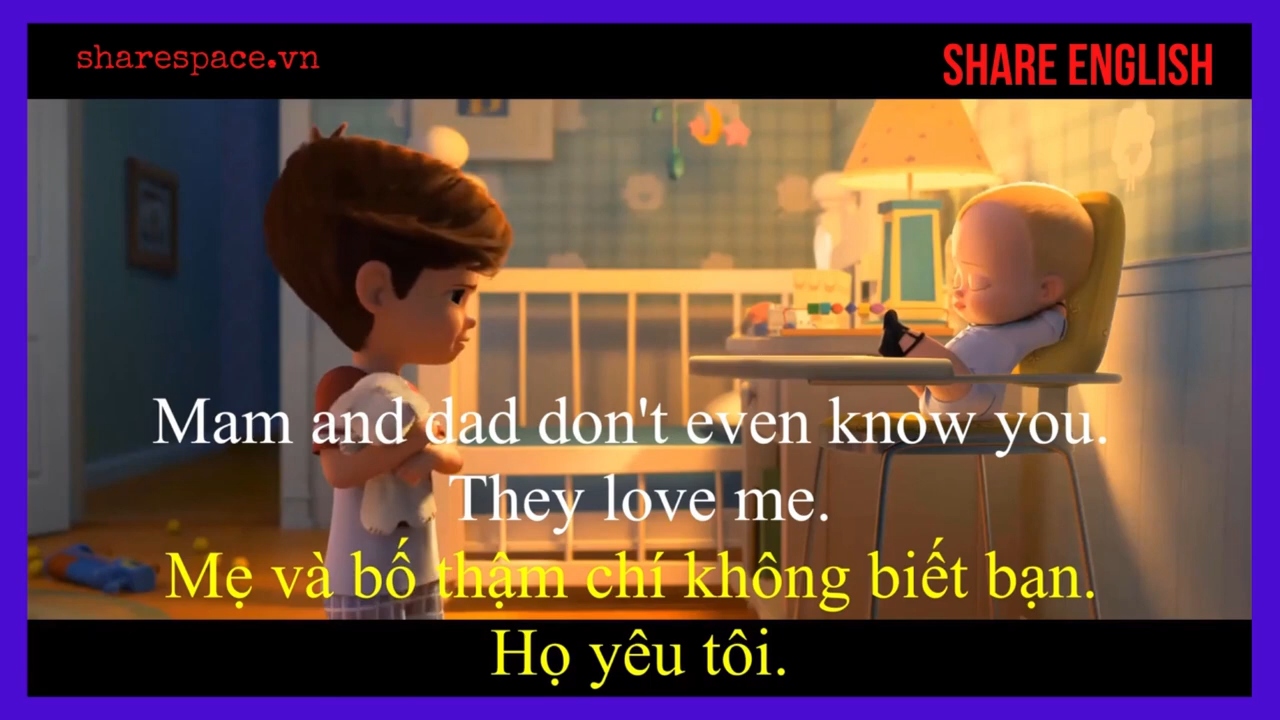 sharespace.vn
SHARE ENGLISH
Mam and dad don't even know you.
They love me.
Mẹ và bố thậm chí không biết bạn.
Họ yêu tôi.